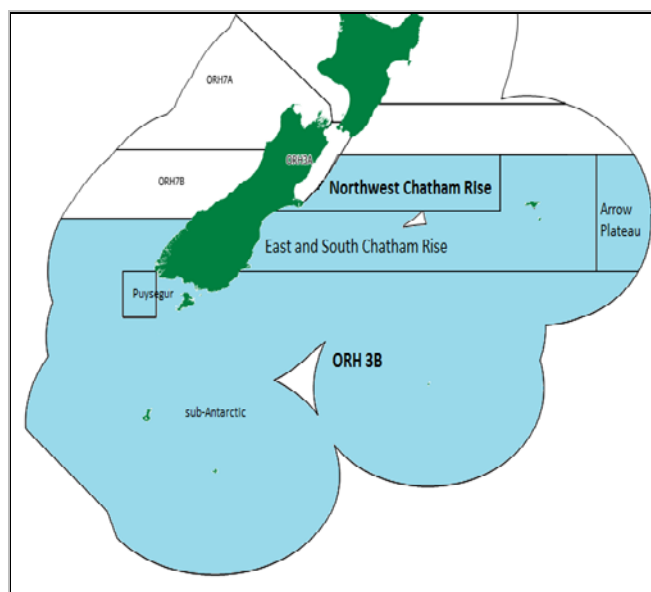 ORH7A
ORH3A
ORH7B
Northwest Chatham RIse
Arrow
Plateau
East and South Chatham Rise
Puysegur
ORH 3B
sub-Antarctic